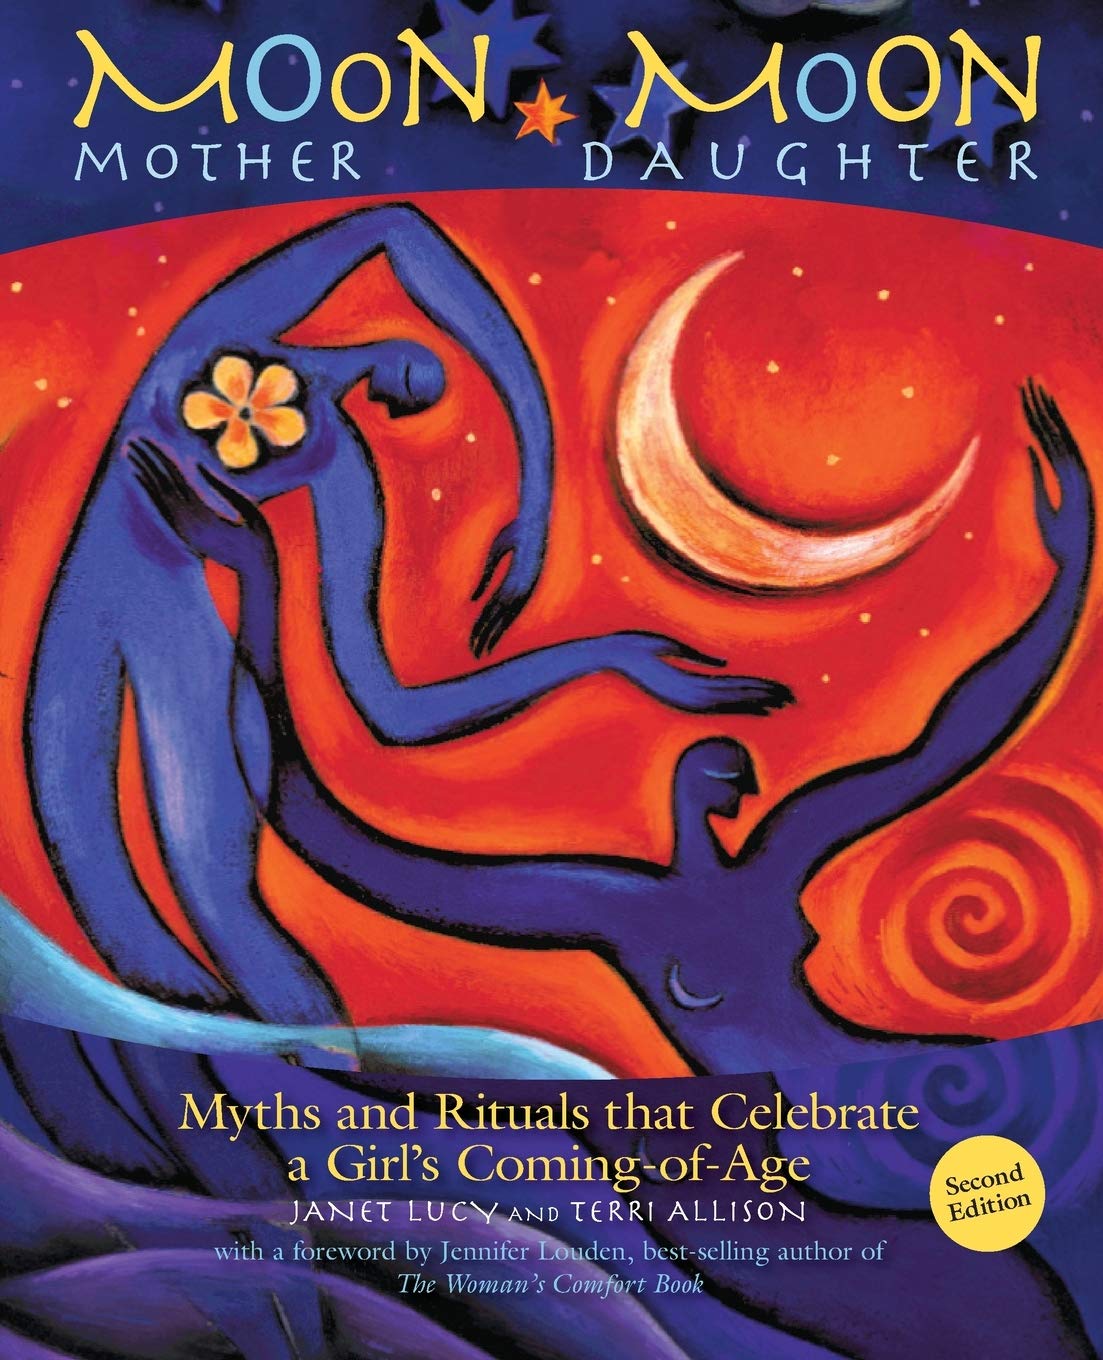 MOON MOON
MOTHER DAUGHTER
Myths and Rituals that Celebrate
a Girl's Coming-of-Age
JANET LUCY AND TERRI ALLISON
with a foreword by Jennifer Louden, best-selling author of
The Woman's Comfort Book
Second
Edition